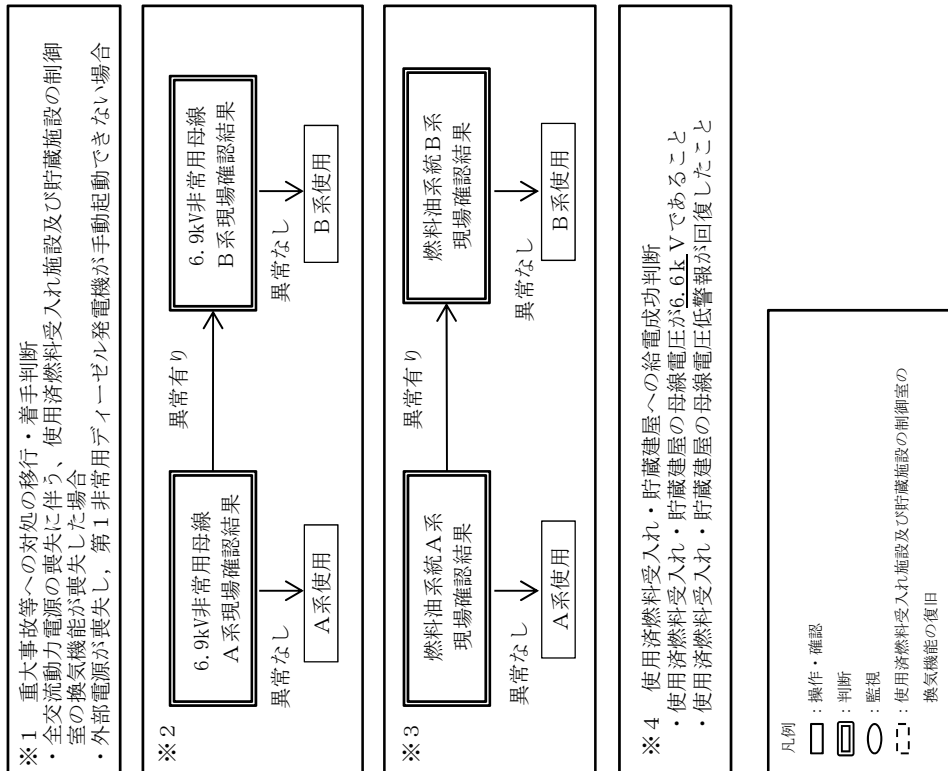 ※1　重大事故等への対処の移行・着手判断
・全交流動力電源の喪失に伴う、使用済燃料受入れ施設及び貯蔵施設の制御
室の換気機能が喪失した場合
・外部電源が喪失し，第1非常用ディーゼル発電機が手動起動できない場合
※2
6.9kV非常用母線
A系現場確認結果
異常有り
6.9kV非常用母線
B系現場確認結果
異常なし
A系使用
異常なし
B系使用
※3
燃料油系統A系
現場確認結果
異常有り
燃料油系統B系
現場確認結果
異常なし
A系使用
異常なし
B系使用
※4　使用済燃料受入れ・貯蔵建屋への給電成功判断
・使用済燃料受入れ・貯蔵建屋の母線電圧が6.6ｋVであること
・使用済燃料受入れ・貯蔵建屋の母線電圧低警報が回復したこと
凡例
：操作・確認
：判断
：監視
：使用済燃料受入れ施設及び貯蔵施設の制御室の
換気機能の復旧